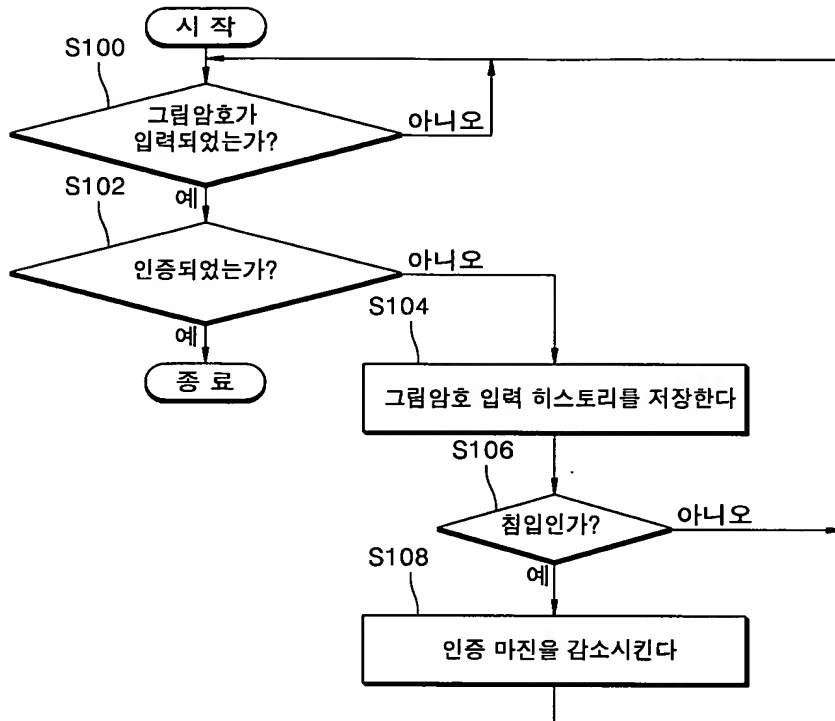 시 작
S100
그림암호가
입력되었는가?
아니오
예
S102
인증되었는가?
아니오
예
종 료
S104
그림암호 입력 히스토리를 저장한다
S106
침입인가?
아니오
예
S108
인증 마진을 감소시킨다